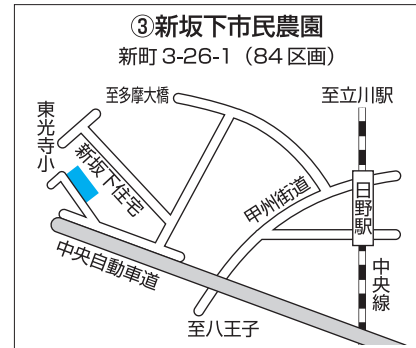 ③新坂下市民農園
新町3-26-1（84区画）
至多摩大橋
至立川駅
東光寺小
新坂下住宅
甲州街道
日野駅
中央自動車道
中央線
至八王子